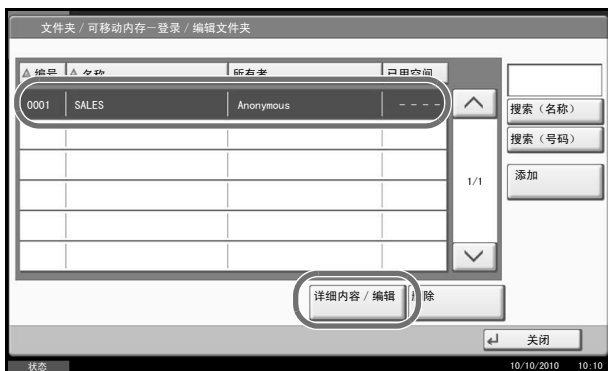 文件夹 / 可移动内存－登录 / 编辑文件夹
编号 名称 所有者 已用空间
0001 SALES Anonymous ----
搜索（名称）
搜索（号码）
1/1
添加
详细内容 / 编辑 删除
关闭
状态 10/10/2010 10:10